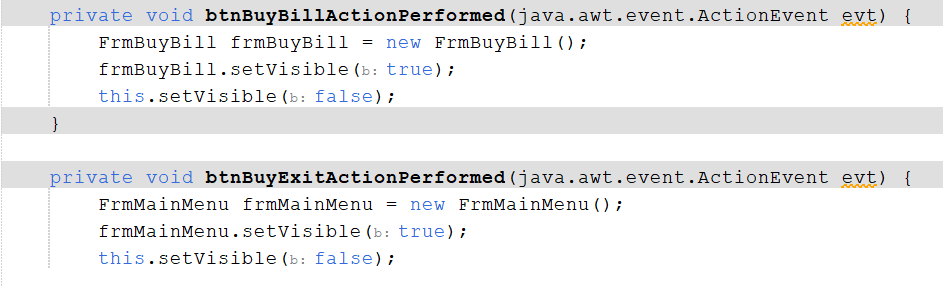 private void btnBuyBillActionPerformed(java.awt.event.ActionEvent evt) {
FrmBuyBill frmBuyBill = new FrmBuyBill();
frmBuyBill.setVisible(b: true);
this.setVisible(b: false);
}
private void btnBuyExitActionPerformed(java.awt.event.ActionEvent evt) {
FrmMainMenu frmMainMenu = new FrmMainMenu();
frmMainMenu.setVisible(b: true);
this.setVisible(b: false);